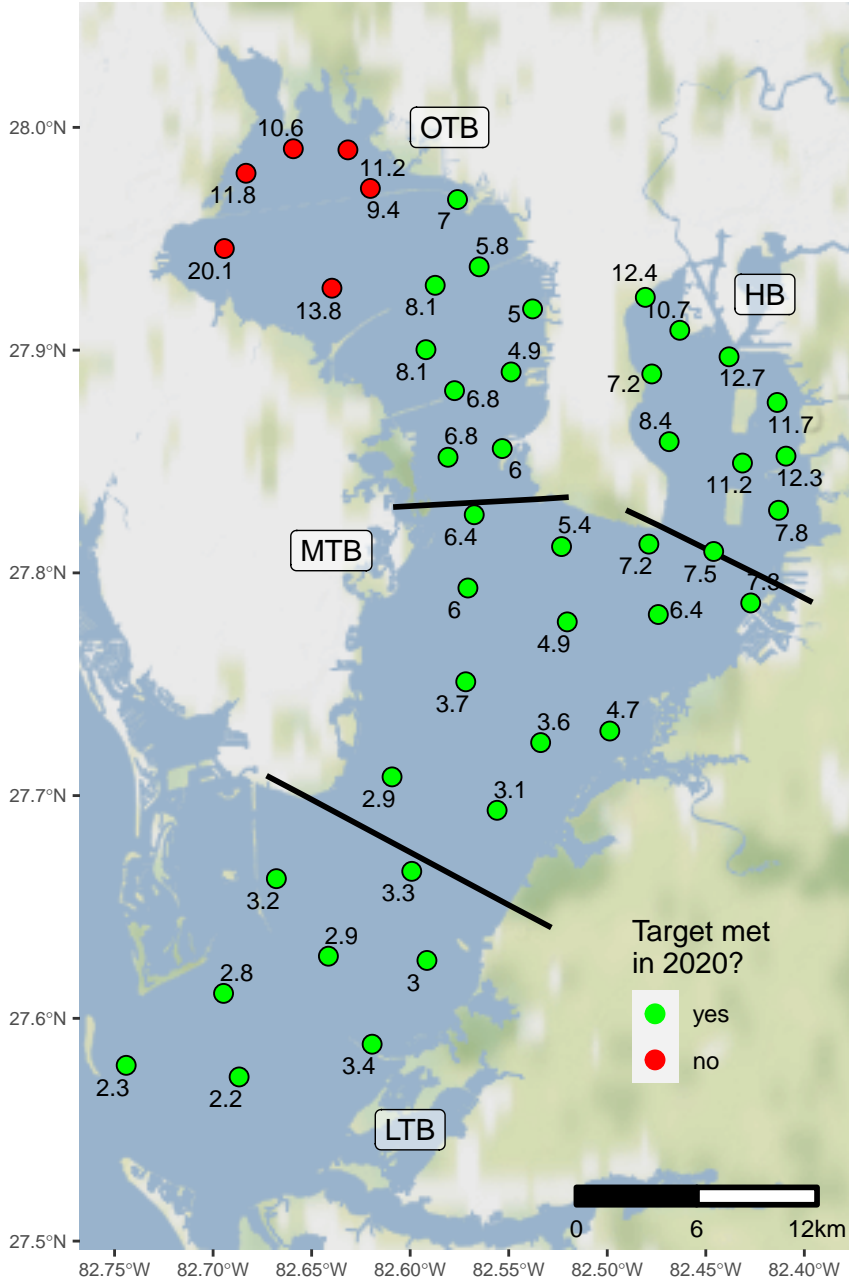 28.0°N
27.9°N
27.8°N
27.7°N
27.6°N
27.5°N
OTB
10.6
11.2
11.8
9.4
7
20.1
5.8
13.8
8.1
5
8.1
4.9
6.8
6.8
6
HB
12.4
10.7
12.7
7.2
11.7
8.4
11.2
12.3
7.8
MTB
6.4
5.4
7.2
7.5
7.3
6
4.9
6.4
3.7
3.6
4.7
2.9
3.1
3.3
3.2
2.9
3
2.8
3.4
2.3
2.2
LTB
Target met
in 2020?
yes
no
0 6 12km
82.75°W 82.70°W 82.65°W 82.60°W 82.55°W 82.50°W 82.45°W 82.40°W